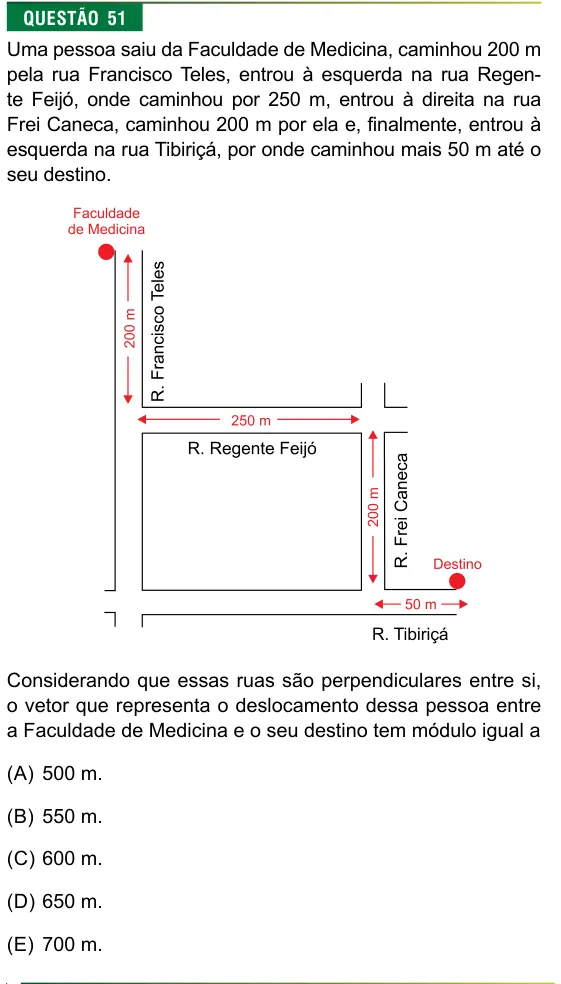 QUESTÃO 51
Uma pessoa saiu da Faculdade de Medicina, caminhou 200 m
pela rua Francisco Teles, entrou à esquerda na rua Regen-
te Feijó, onde caminhou por 250 m, entrou à direita na rua
Frei Caneca, caminhou 200 m por ela e, finalmente, entrou à
esquerda na rua Tibiriçá, por onde caminhou mais 50 m até o
seu destino.
Faculdade
de Medicina
200 m
R. Francisco Teles
250 m
R. Regente Feijó
200 m
R. Frei Caneca
Destino
50 m
R. Tibiriçá
Considerando que essas ruas são perpendiculares entre si,
o vetor que representa o deslocamento dessa pessoa entre
a Faculdade de Medicina e o seu destino tem módulo igual a
(A) 500 m.
(B) 550 m.
(C) 600 m.
(D) 650 m.
(E) 700 m.